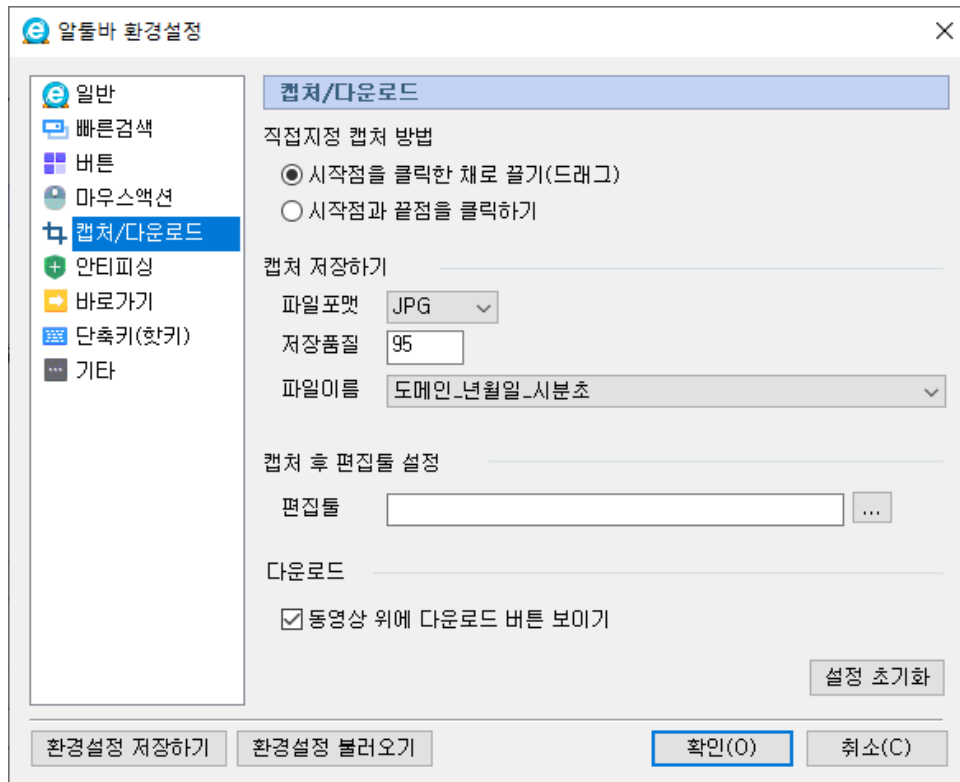 알툴바 환경설정
일반
빠른검색
버튼
마우스액션
캡처/다운로드
안티피싱
바로가기
단축키(핫키)
기타
캡처/다운로드
직접지정 캡처 방법
시작점을 클릭한 채로 끌기(드래그)
시작점과 끝점을 클릭하기
캡처 저장하기
파일포맷 JPG
저장품질 95
파일이름 도메인_년월일_시분초
캡처 후 편집툴 설정
편집툴 ...
다운로드
동영상 위에 다운로드 버튼 보이기
설정 초기화
환경설정 저장하기 환경설정 불러오기 확인(O) 취소(C)